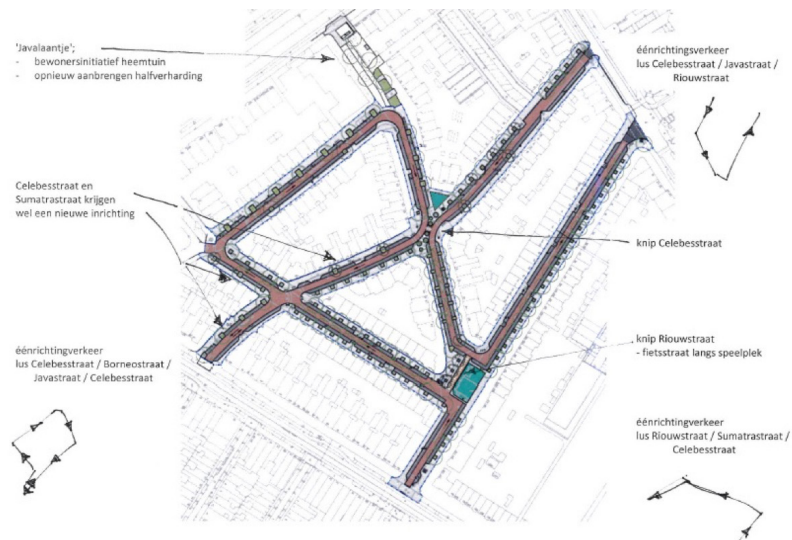 'Javalaantje';
- bewonersinitiatief heemtuin
- opnieuw aanbrengen halfverharding
Celebesstraat en
Sumatrastraat krijgen
wel een nieuwe inrichting
éénrichtingverkeer
lus Celebesstraat / Borneostraat /
Javastraat / Celebesstraat
éénrichtingsverkeer
lus Celebesstraat / Javastraat /
Riouwstraat
knip Celebesstraat
knip Riouwstraat
- fietsstraat langs speelplek
éénrichtingverkeer
lus Riouwstraat / Sumatrastraat /
Celebesstraat